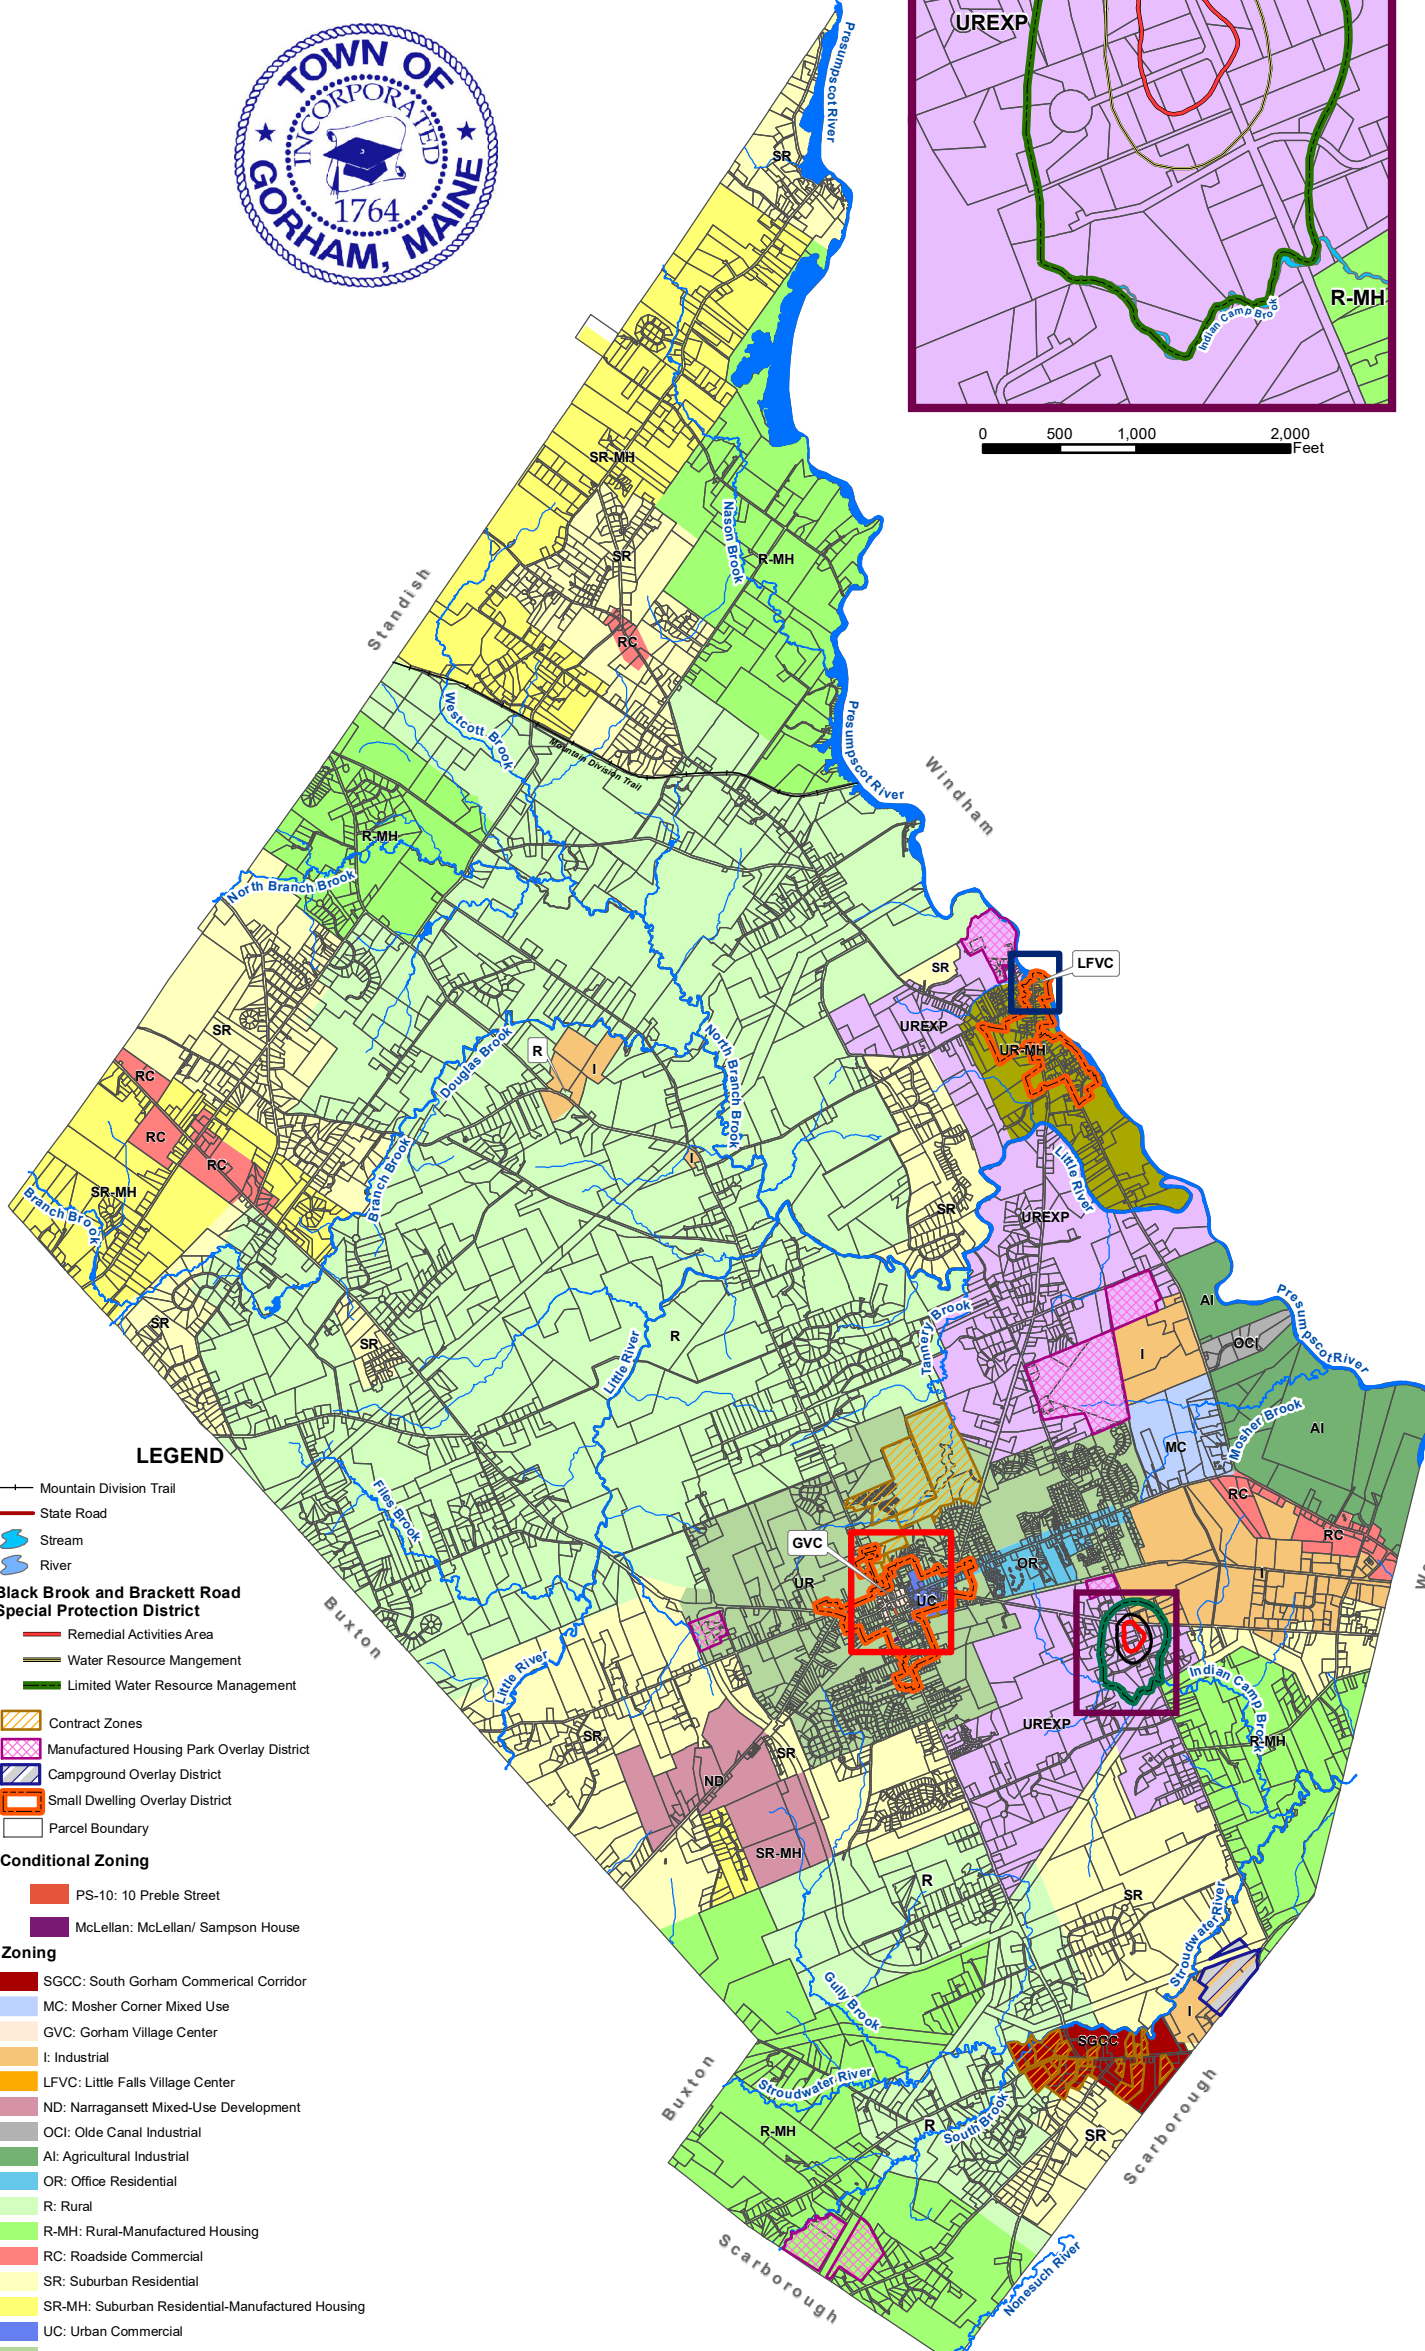 TOWN OF
INCORPORATED
1764
GORHAM, MAINE
Presumpscot River
UREXP
R-MH
Indian Camp Brook
0 500 1,000 2,000
Feet
SR
SR-MH
Nason Brook
R-MH
SR
RC
Standish
Westcott Brook
Mountain Division Trail
Presumpscot River
Windham
R-MH
North Branch Brook
SR
LFVC
UREXP
UR-MH
SR
Douglas Brook
R
I
North Branch Brook
RC
RC
RC
Branch Brook
I
Little River
SR-MH
Branch Brook
SR
UREXP
SR
SR
R
Little River
Tannery Brook
AI
OCI
Presumpscot River
I
Mosher Brook
AI
MC
LEGEND
Mountain Division Trail
State Road
Stream
River
Black Brook and Brackett Road
Special Protection District
Remedial Activities Area
Water Resource Mangement
Limited Water Resource Management
Contract Zones
Manufactured Housing Park Overlay District
Campground Overlay District
Small Dwelling Overlay District
Parcel Boundary
Conditional Zoning
PS-10: 10 Preble Street
McLellan: McLellan/ Sampson House
Zoning
SGCC: South Gorham Commerical Corridor
MC: Mosher Corner Mixed Use
GVC: Gorham Village Center
I: Industrial
LFVC: Little Falls Village Center
ND: Narragansett Mixed-Use Development
OCI: Olde Canal Industrial
AI: Agricultural Industrial
OR: Office Residential
R: Rural
R-MH: Rural-Manufactured Housing
RC: Roadside Commercial
SR: Suburban Residential
SR-MH: Suburban Residential-Manufactured Housing
UC: Urban Commercial
Files Brook
Buxton
RC
RC
I
GVC
OR
UR
UC
Little River
Indian Camp Brook
R-MH
UREXP
SR
SR
ND
SR-MH
R
SR
Stroudwater River
I
Gully Brook
SGCC
Buxton
Stroudwater River
R-MH
R
South Brook
SR
Scarborough
Scarborough
Nonesuch River